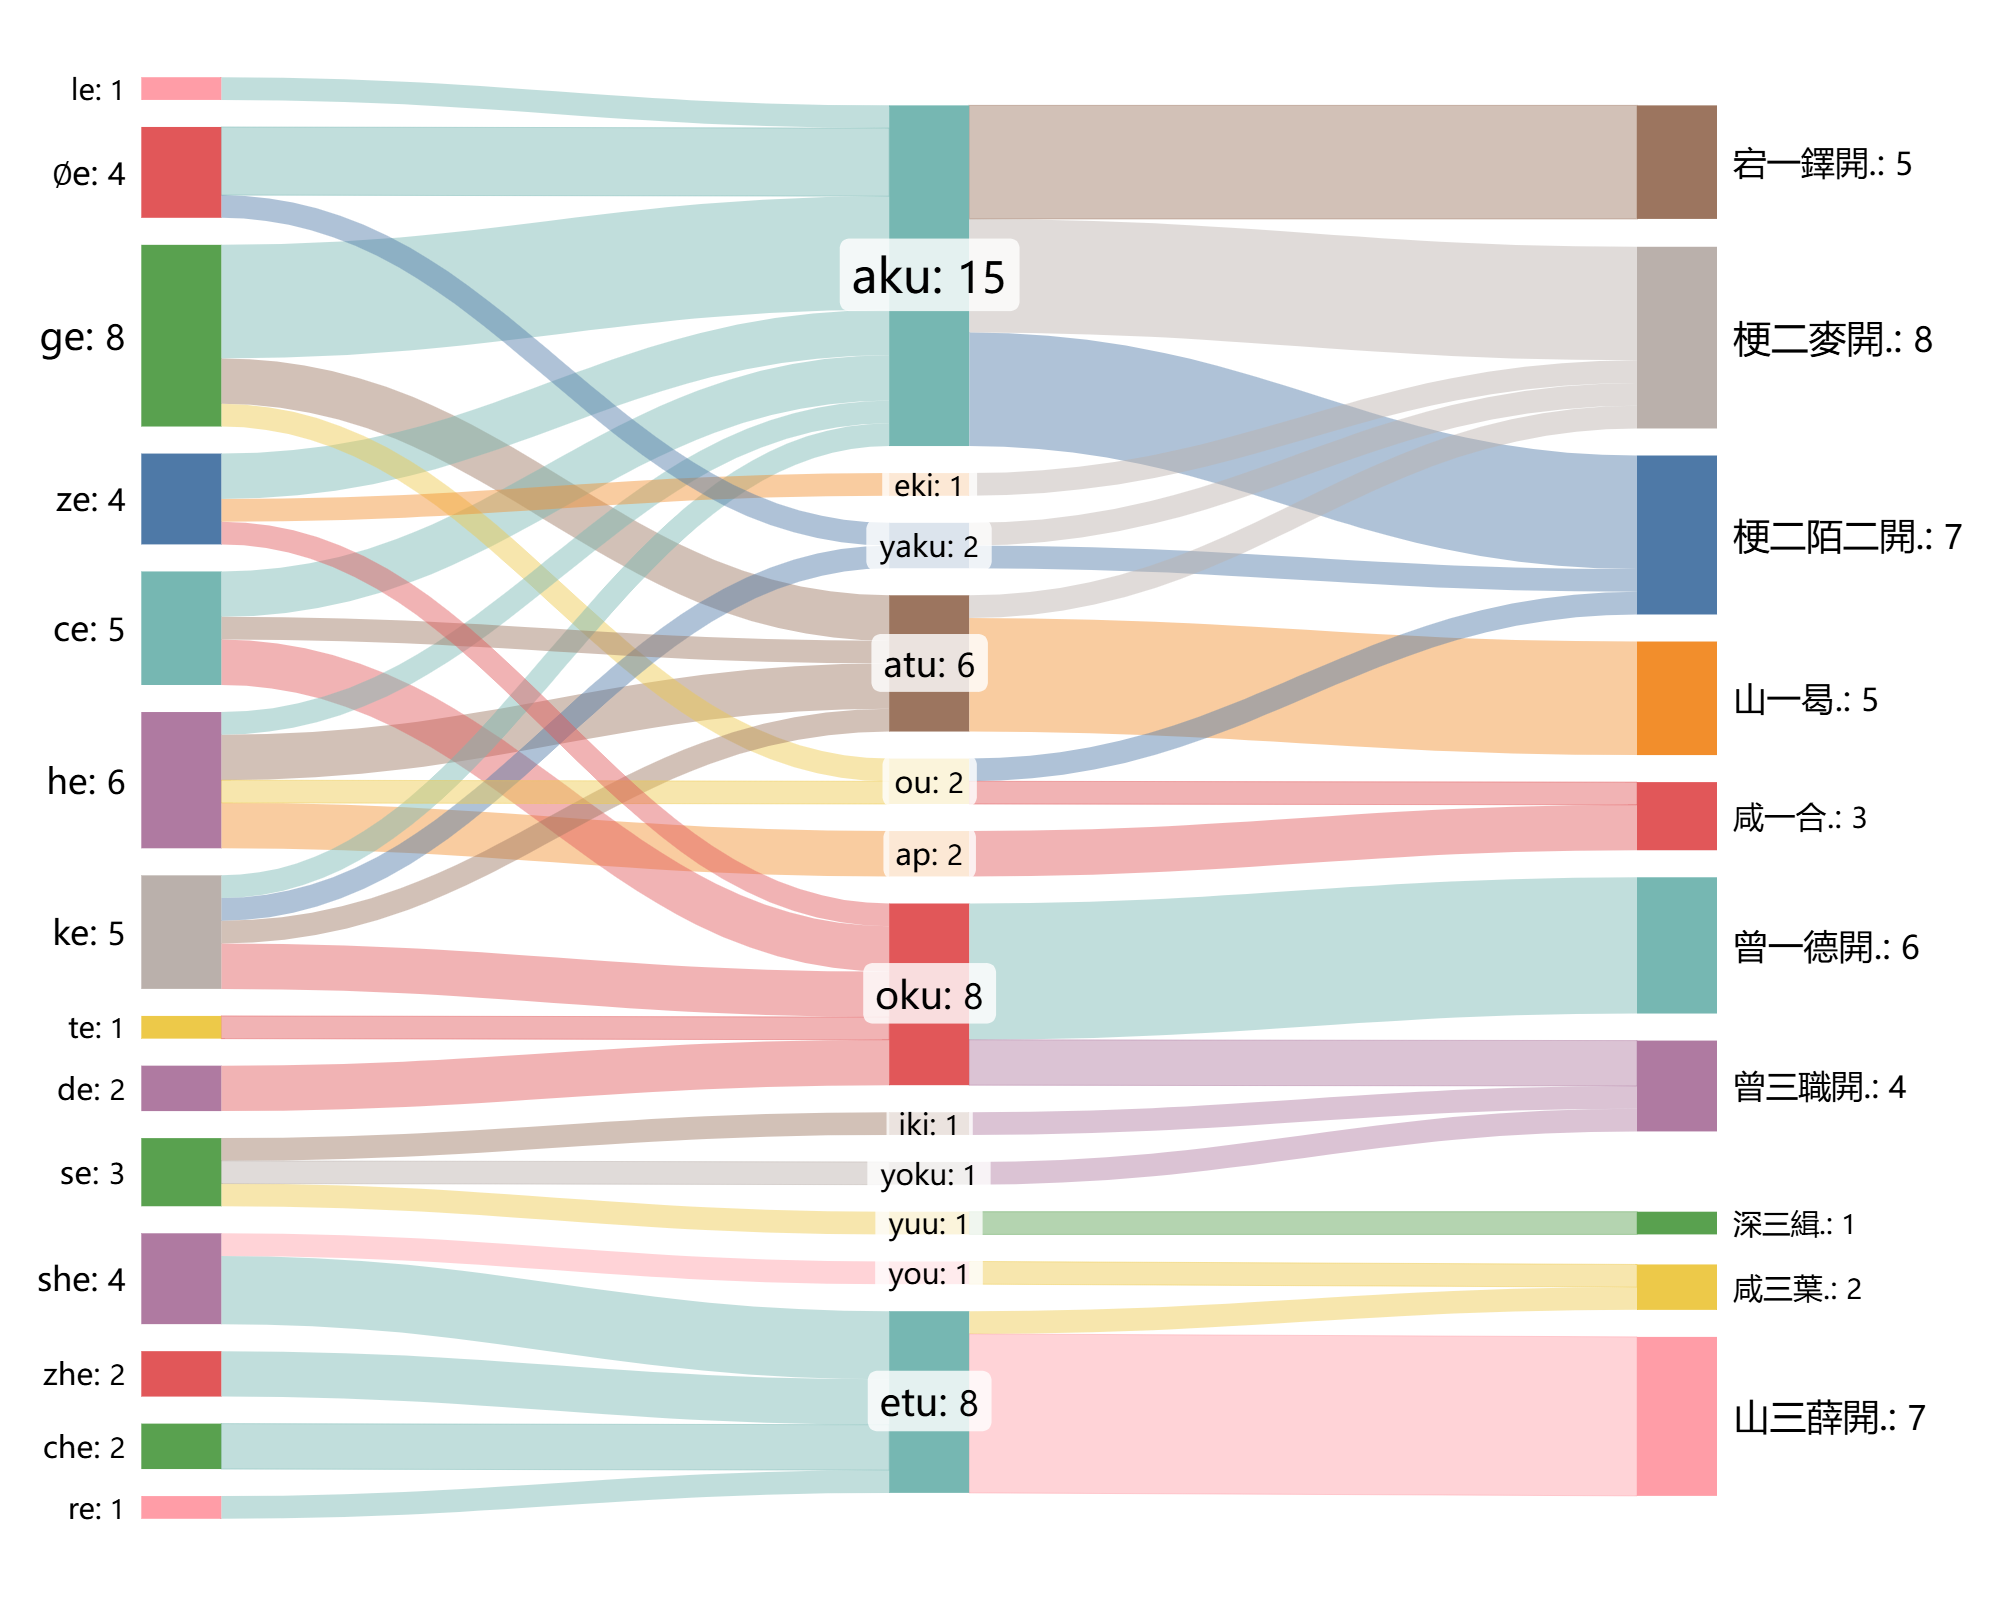 le: 1
Øe: 4
ge: 8
ze: 4
ce: 5
he: 6
ke: 5
te: 1
de: 2
se: 3
she: 4
zhe: 2
che: 2
re: 1
aku: 15
eki: 1
yaku: 2
atu: 6
ou: 2
ap: 2
oku: 8
iki: 1
yoku: 1
yuu: 1
you: 1
etu: 8
宕一鐸開.: 5
梗二麥開.: 8
梗二陌二開.: 7
山一曷.: 5
咸一合.: 3
曾一德開.: 6
曾三職開.: 4
深三緝.: 1
咸三葉.: 2
山三薛開.: 7